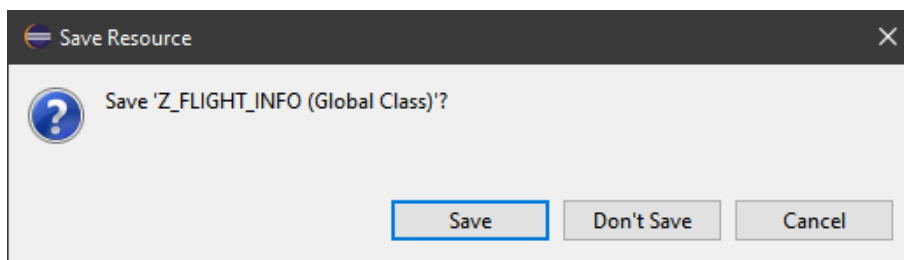 Save Resource
Save 'Z_FLIGHT_INFO (Global Class)'?
Save
Don't Save
Cancel